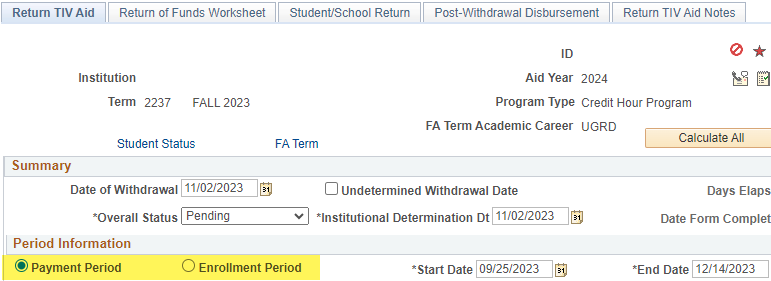 Return TIV Aid Return of Funds Worksheet Student/School Return Post-Withdrawal Disbursement Return TIV Aid Notes
ID
Institution Aid Year 2024
Term 2237 FALL 2023 Program Type Credit Hour Program
FA Term Academic Career UGRD
Student Status FA Term Calculate All
Summary
Date of Withdrawal 11/02/2023 31 Undetermined Withdrawal Date Days Elaps
*Overall Status Pending *Institutional Determination Dt 11/02/2023 31 Date Form Complet
Period Information
Payment Period Enrollment Period *Start Date 09/25/2023 31 *End Date 12/14/2023